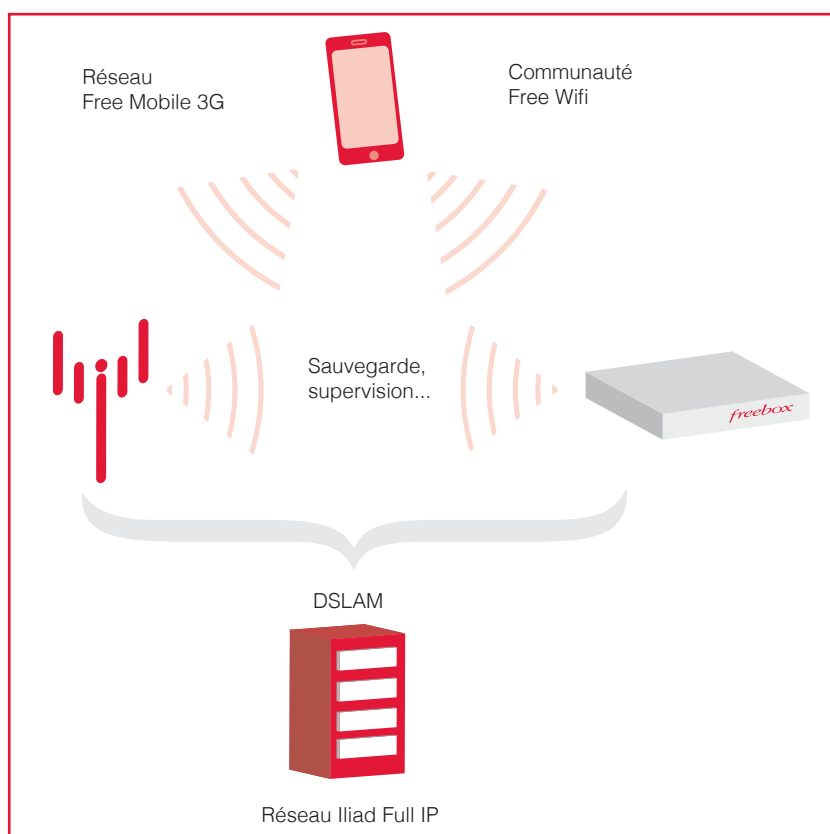 Réseau
Free Mobile 3G
Communauté
Free Wifi
Sauvegarde,
supervision...
freebox
DSLAM
Réseau Iliad Full IP